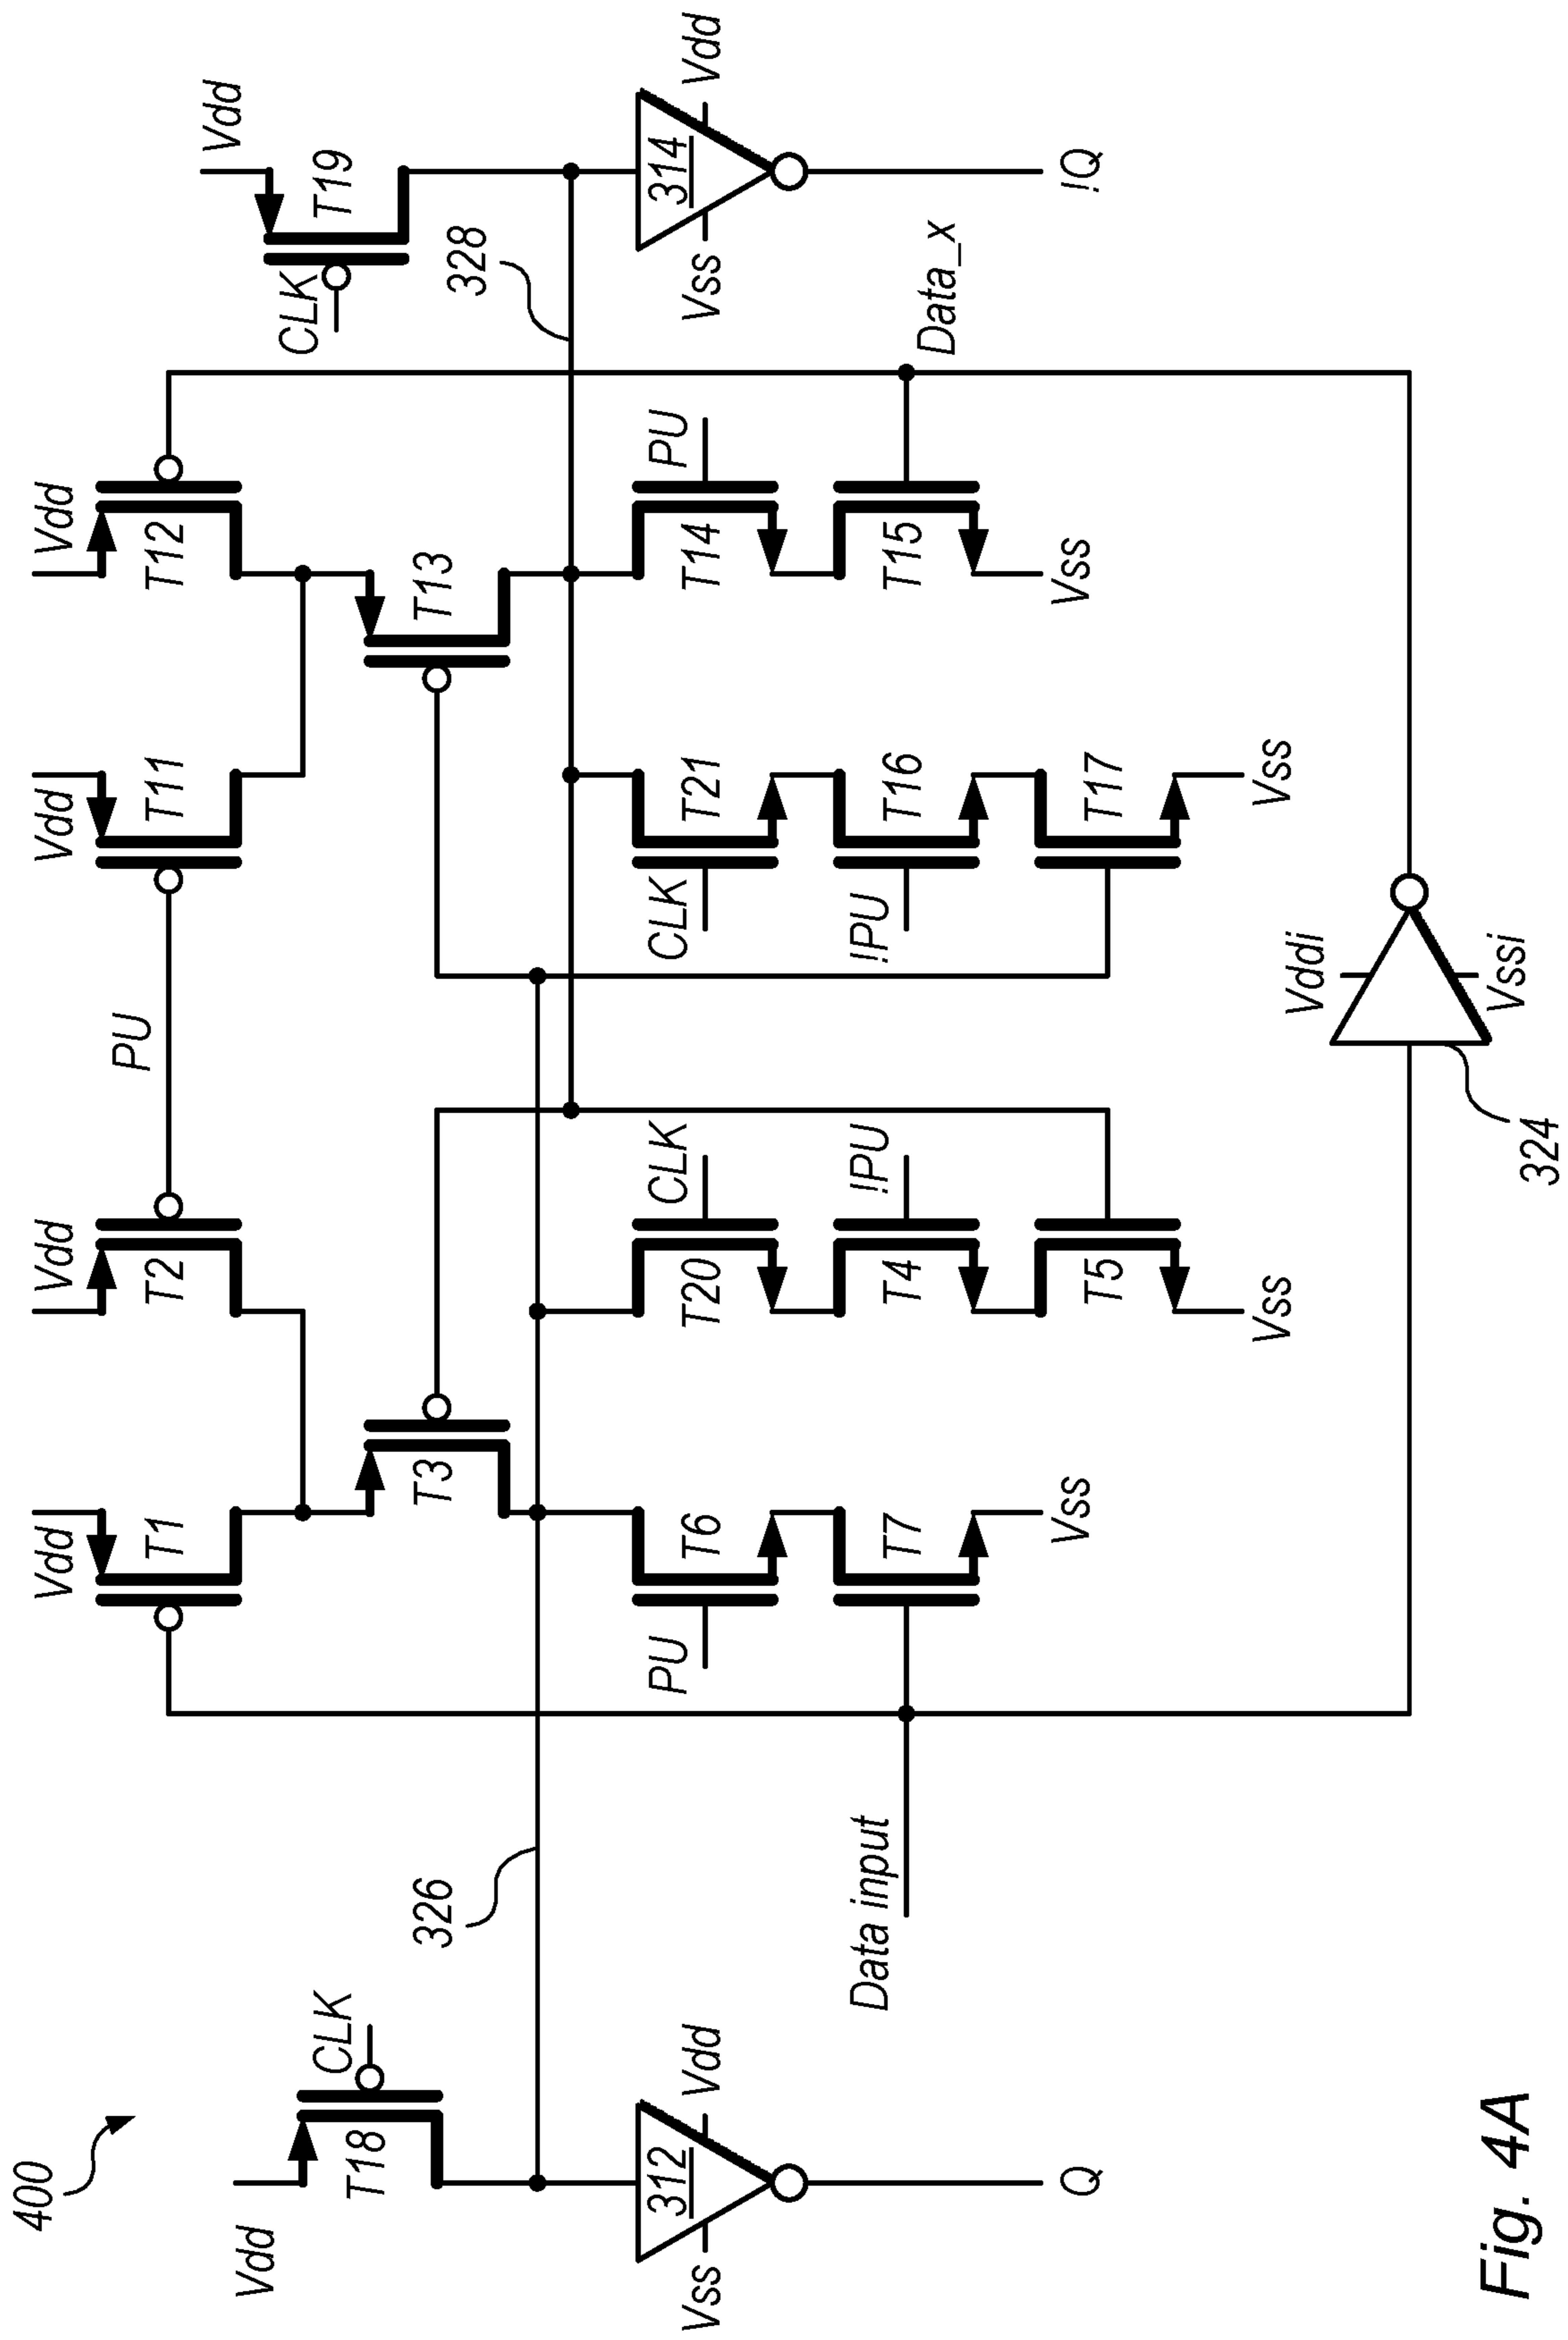 400
Vdd
T1
Vdd
T2
PU
Vdd
T11
Vdd
T12
Vdd
T19
CLK
Vdd
T18
CLK
T3
T13
328
326
Vss
312
Vdd
Q
PU
T6
T7
Vss
T20
CLK
T4
!PU
T5
Vss
CLK
T21
!PU
T16
T17
Vss
T14
PU
T15
Vss
Vss
314
Vdd
!Q
Data input
Data_x
Vddi
Vssi
324
Fig. 4A